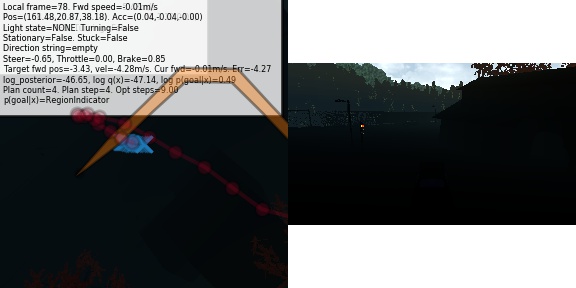 Local frame=78. Fwd speed=-0.01m/s
Pos=(161.48,20.87,38.18). Acc=(0.04,-0.04,-0.00)
Light state=NONE. Turning=False
Stationary=False. Stuck=False
Direction string=empty
Steer=-0.65, Throttle=0.00, Brake=0.85
Target fwd pos=-3.43, vel=-4.28m/s. Cur fwd=-0.01m/s. Err=-4.27
log_posterior=-46.65, log q(x)=-47.14, log p(goal|x)=0.49
Plan count=4. Plan step=4. Opt steps=9.00
p(goal|x)=RegionIndicator